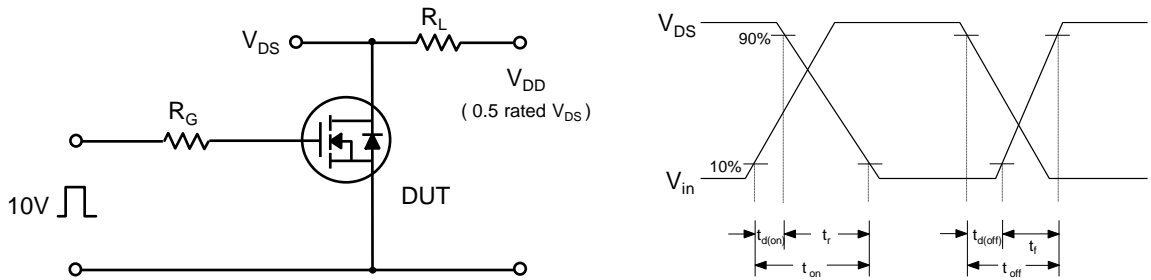 R_L
V_DS
V_DD
( 0.5 rated V_DS )
R_G
DUT
10V
V_DS
90%
10%
V_in
t_d(on)
t_r
t_on
t_d(off)
t_f
t_off